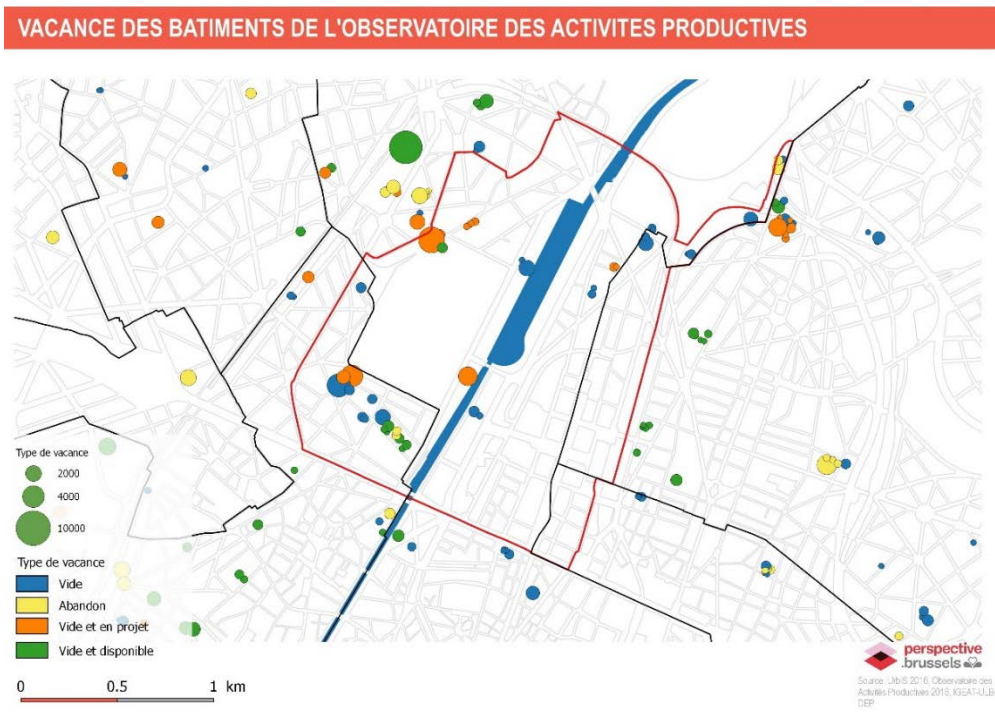 VACANCE DES BATIMENTS DE L'OBSERVATOIRE DES ACTIVITES PRODUCTIVES
Type de vacance
2000
4000
10000
Type de vacance
Vide
Abandon
Vide et en projet
Vide et disponible
0 0.5 1 km
perspective
.brussels
Source: UrbIS 2016, Observatoire des
Activités Productives 2018, IGEAT-ULB
DEP